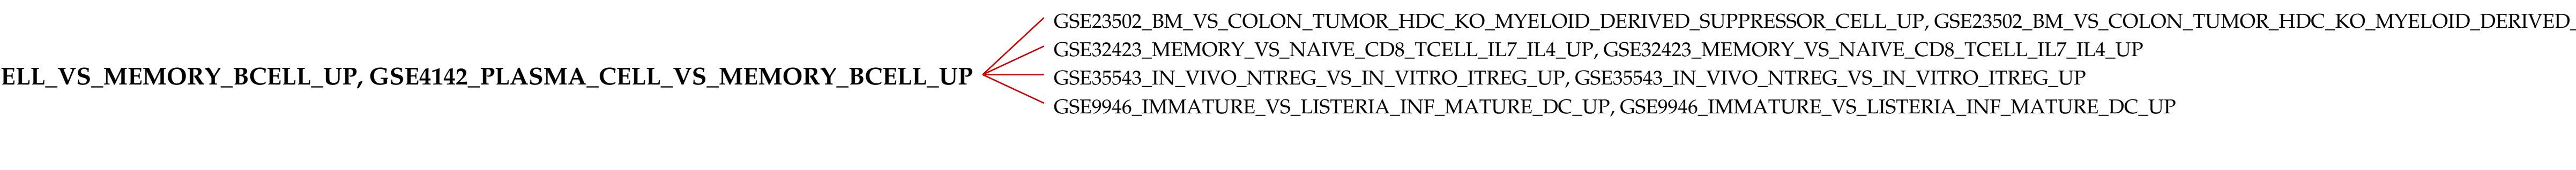 GSE23502_BM_VS_COLON_TUMOR_HDC_KO_MYELOID_DERIVED_SUPPRESSOR_CELL_UP, GSE23502_BM_VS_COLON_TUMOR_HDC_KO_MYELOID_DERIVED_
GSE32423_MEMORY_VS_NAIVE_CD8_TCELL_IL7_IL4_UP, GSE32423_MEMORY_VS_NAIVE_CD8_TCELL_IL7_IL4_UP
ELL_VS_MEMORY_BCELL_UP, GSE4142_PLASMA_CELL_VS_MEMORY_BCELL_UP
GSE35543_IN_VIVO_NTREG_VS_IN_VITRO_ITREG_UP, GSE35543_IN_VIVO_NTREG_VS_IN_VITRO_ITREG_UP
GSE9946_IMMATURE_VS_LISTERIA_INF_MATURE_DC_UP, GSE9946_IMMATURE_VS_LISTERIA_INF_MATURE_DC_UP